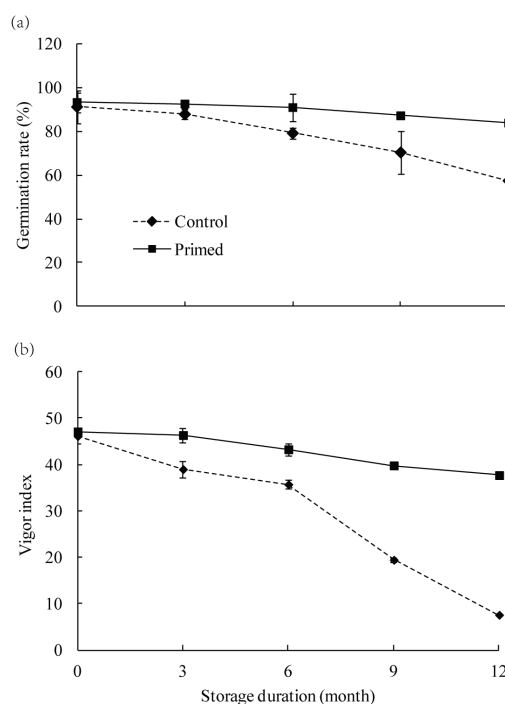 (a)
120
100
80
60
40
20
0
Germination rate (%)
Control
Primed
(b)
60
50
40
30
20
10
0
Vigor index
0 3 6 9 12
Storage duration (month)